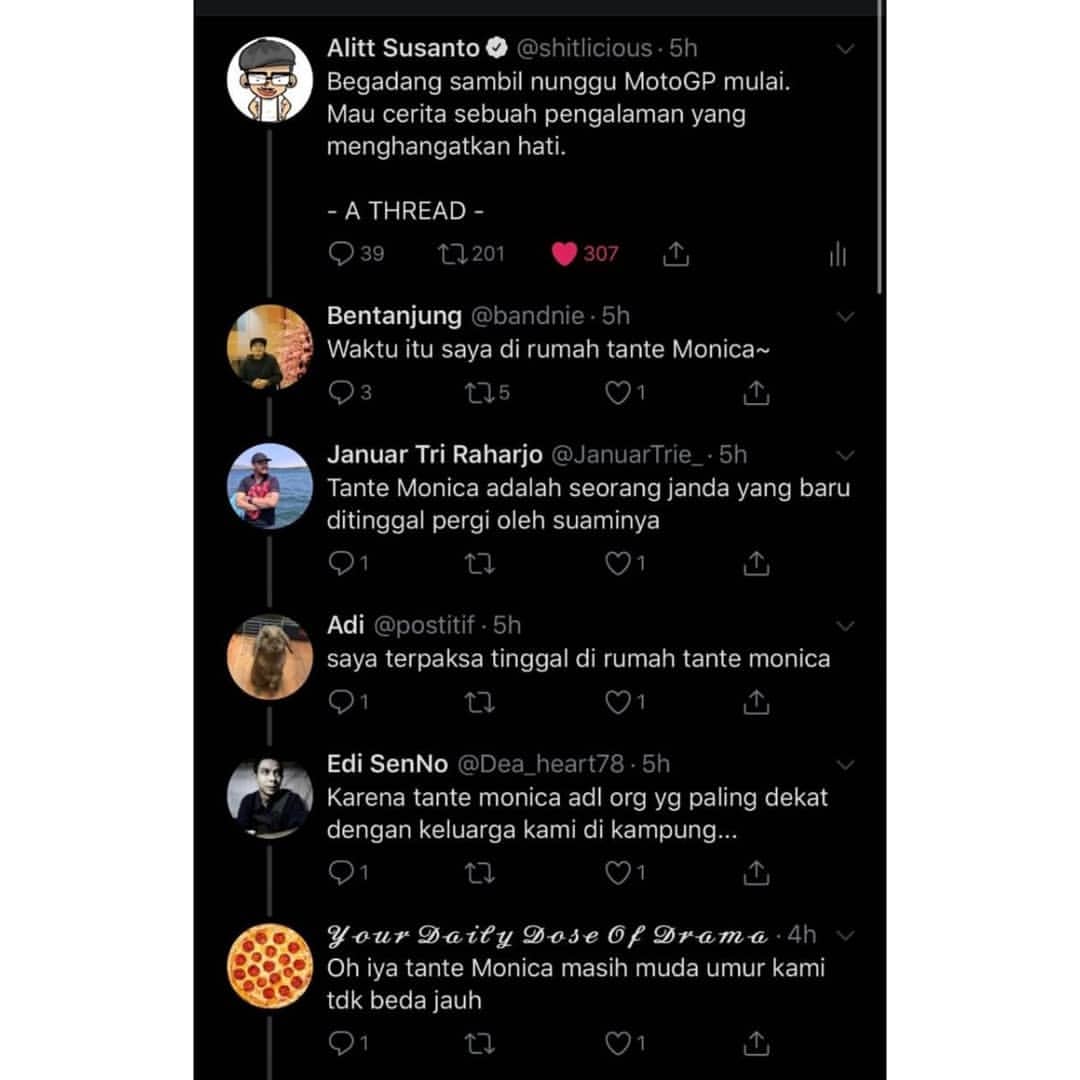 Alitt Susanto @shitlicious · 5h
Begadang sambil nunggu MotoGP mulai.
Mau cerita sebuah pengalaman yang
menghangatkan hati.
- A THREAD -
39 201 307
Bentanjung @bandnie · 5h
Waktu itu saya di rumah tante Monica~
3 5 1
Januar Tri Raharjo @JanuarTrie_ · 5h
Tante Monica adalah seorang janda yang baru
ditinggal pergi oleh suaminya
1 1
Adi @postitif · 5h
saya terpaksa tinggal di rumah tante monica
1 1
Edi SenNo @Dea_heart78 · 5h
Karena tante monica adl org yg paling dekat
dengan keluarga kami di kampung...
1 1
𝓨𝓸𝓾𝓻 𝓓𝓪𝓲𝓵𝔂 𝓓𝓸𝓼𝓮 𝓞𝓯 𝓓𝓻𝓪𝓶𝓪 · 4h
Oh iya tante Monica masih muda umur kami
tdk beda jauh
1 1